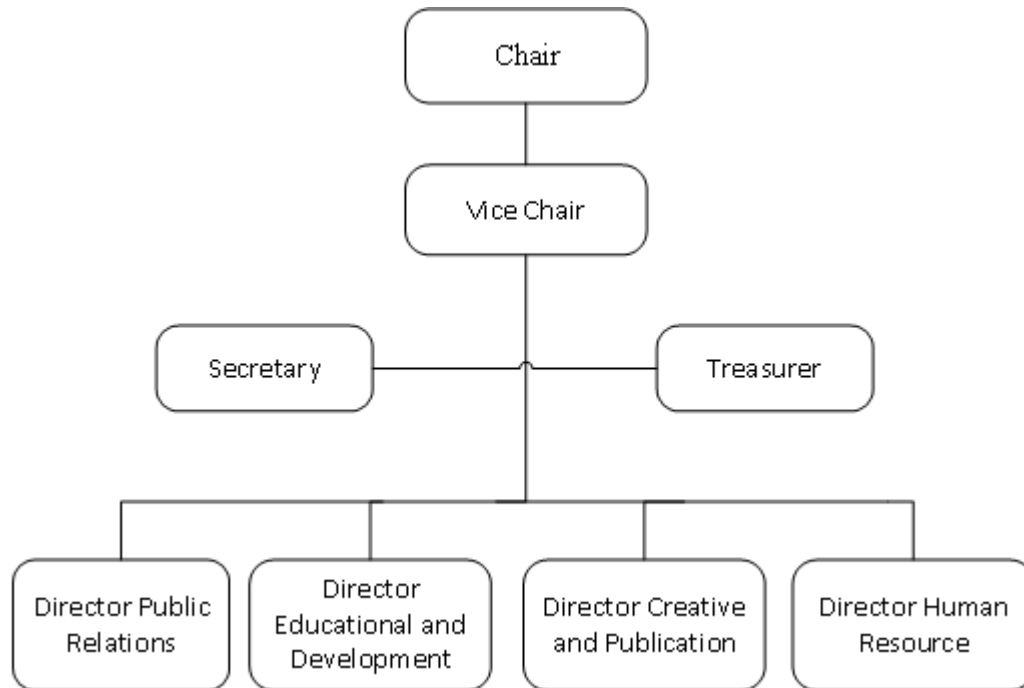 Chair
Vice Chair
Secretary
Treasurer
Director Public
Relations
Director
Educational and
Development
Director Creative
and Publication
Director Human
Resource